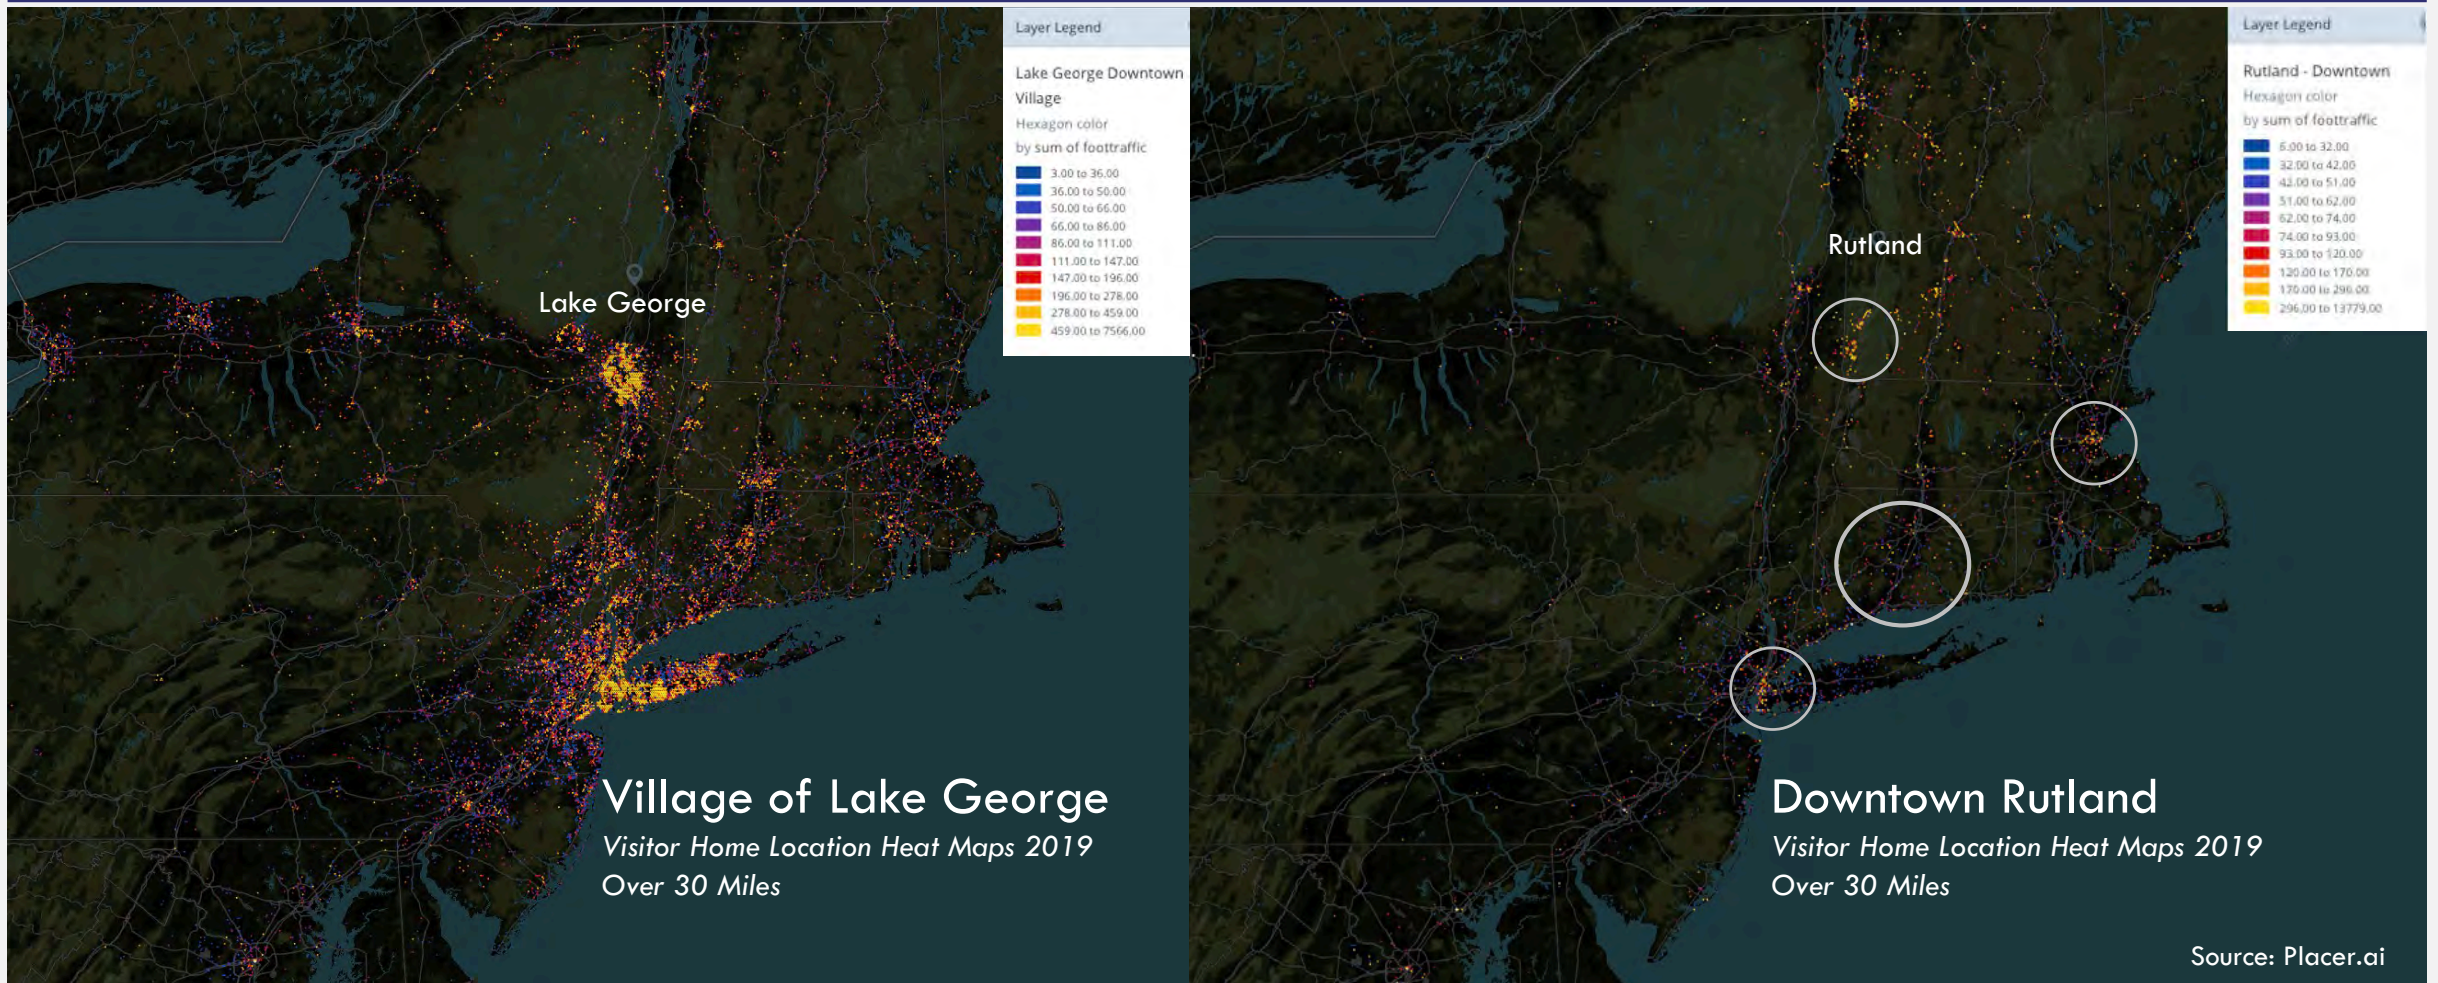 Layer Legend
Lake George Downtown
Village
Hexagon color
by sum of foottraffic
3.00 to 36.00
36.00 to 50.00
50.00 to 66.00
66.00 to 86.00
86.00 to 111.00
111.00 to 147.00
147.00 to 196.00
196.00 to 278.00
278.00 to 459.00
459.00 to 7566.00
Lake George
Village of Lake George
Visitor Home Location Heat Maps 2019
Over 30 Miles
Layer Legend
Rutland - Downtown
Hexagon color
by sum of foottraffic
6.00 to 32.00
32.00 to 42.00
42.00 to 51.00
51.00 to 62.00
62.00 to 74.00
74.00 to 93.00
93.00 to 120.00
120.00 to 170.00
170.00 to 296.00
296.00 to 13779.00
Rutland
Downtown Rutland
Visitor Home Location Heat Maps 2019
Over 30 Miles
Source: Placer.ai